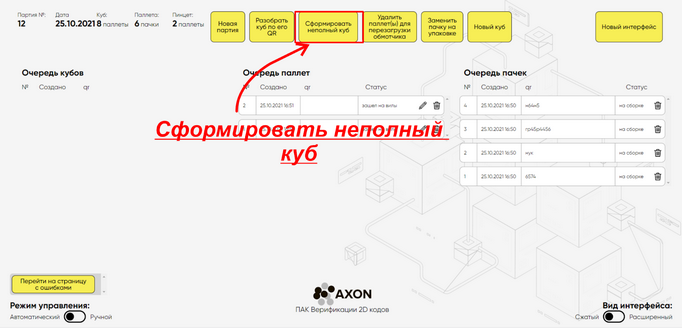 Партия №: Дата Куб: Паллета: Пинцет:
12 25.10.2021 8 паллеты 6 пачки 2 паллеты
Новая
партия
Разобрать
куб по его
QR
Сформировать
неполный куб
Удалить
паллет(ы) для
перезагрузки
обмотчика
Заменить
пачку на
упаковке
Новый куб
Новый интерфейс
Очередь кубов
№ Создано qr
Очередь паллет
№ Создано qr Статус
2 25.10.2021 16:51 зашел на вилы
Очередь пачек
№ Создано qr Статус
4 25.10.2021 16:50 на сборке
3 25.10.2021 16:50 гр45р4456 на сборке
2 25.10.2021 16:50 нук на сборке
1 25.10.2021 16:50 6574 на сборке
Сформировать неполный
куб
Перейти на страницу
с ошибками
Режим управления:
Автоматический Ручной
AXON
ПАК Верификации 2D кодов
Вид интерфейса:
Сжатый Расширенный